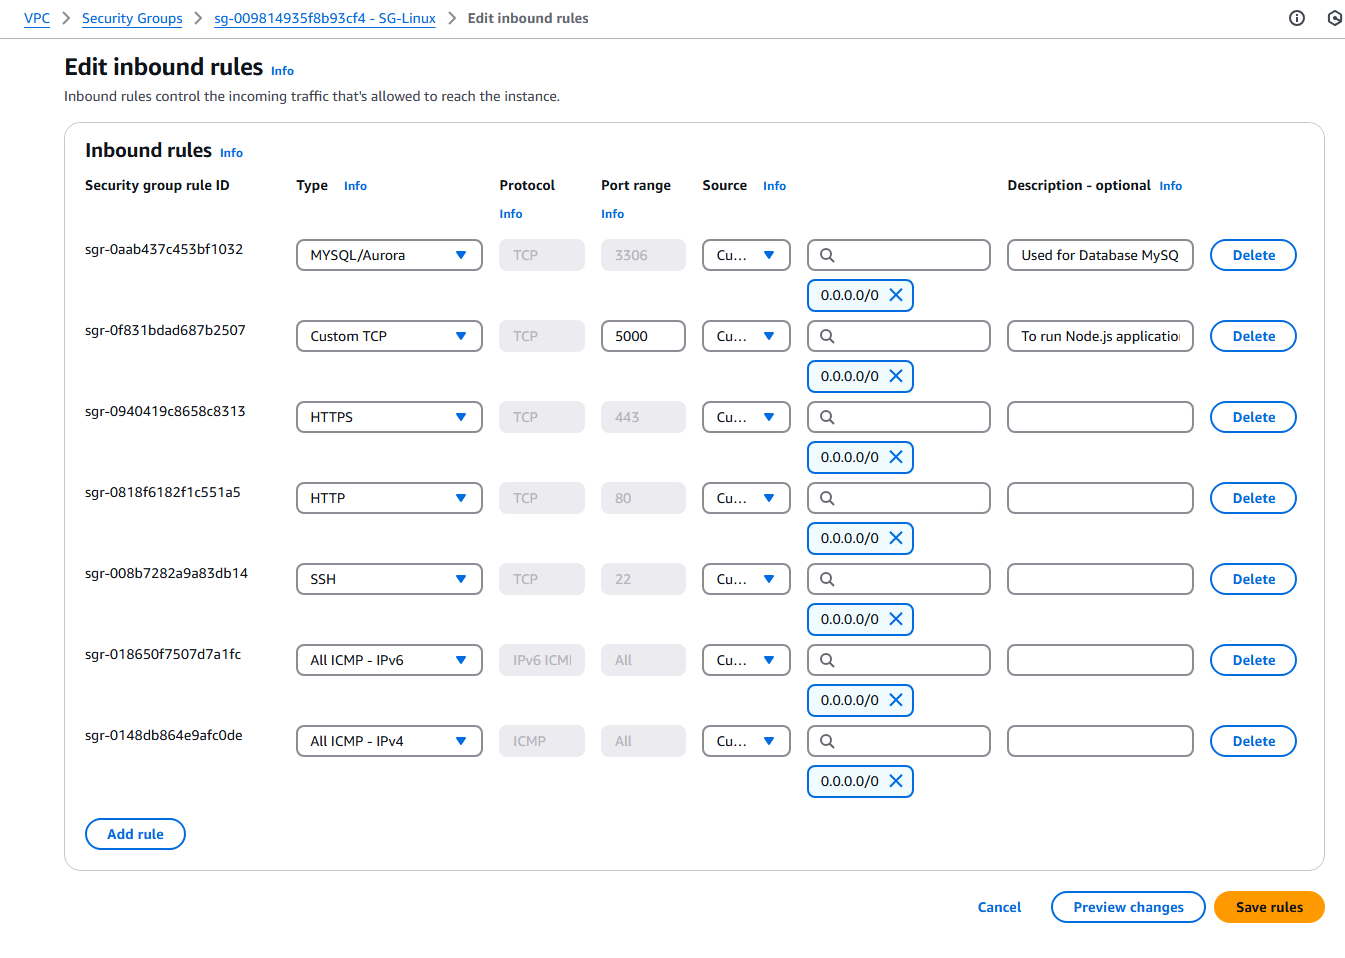 VPC > Security Groups > sg-009814935f8b93cf4 - SG-Linux > Edit inbound rules
Edit inbound rules Info
Inbound rules control the incoming traffic that's allowed to reach the instance.
Inbound rules Info
Security group rule ID Type Info Protocol Info Port range Info Source Info Description - optional Info
sgr-0aab437c453bf1032 MYSQL/Aurora TCP 3306 Cu... Used for Database MySQ Delete
0.0.0.0/0
sgr-0f831bdad687b2507 Custom TCP TCP 5000 Cu... To run Node.js applicatio Delete
0.0.0.0/0
sgr-0940419c8658c8313 HTTPS TCP 443 Cu... Delete
0.0.0.0/0
sgr-0818f6182f1c551a5 HTTP TCP 80 Cu... Delete
0.0.0.0/0
sgr-008b7282a9a83db14 SSH TCP 22 Cu... Delete
0.0.0.0/0
sgr-018650f7507d7a1fc All ICMP - IPv6 IPv6 ICM All Cu... Delete
0.0.0.0/0
sgr-0148db864e9afc0de All ICMP - IPv4 ICMP All Cu... Delete
0.0.0.0/0
Add rule
Cancel Preview changes Save rules